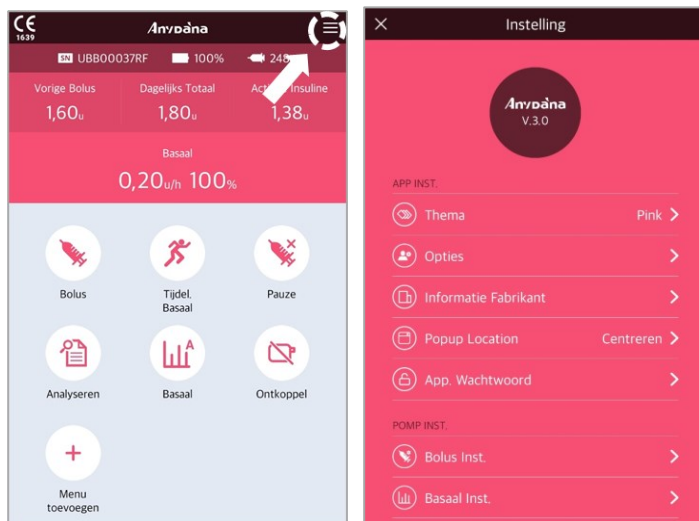 CE
1639
Anydana
SN UBB00037RF 100% 248
Vorige Bolus
Dagelijks Totaal
Insuline
1,60u
1,80u
1,38u
Basaal
0,20u/h 100%
Bolus
Tijdel.
Basaal
Pauze
Analyseren
A
Basaal
Ontkoppel
Menu
toevoegen
Instelling
Anydana
V.3.0
APP INST.
Thema Pink
Opties
Informatie Fabrikant
Popup Location Centreren
App. Wachtwoord
POMP INST.
Bolus Inst.
Basaal Inst.